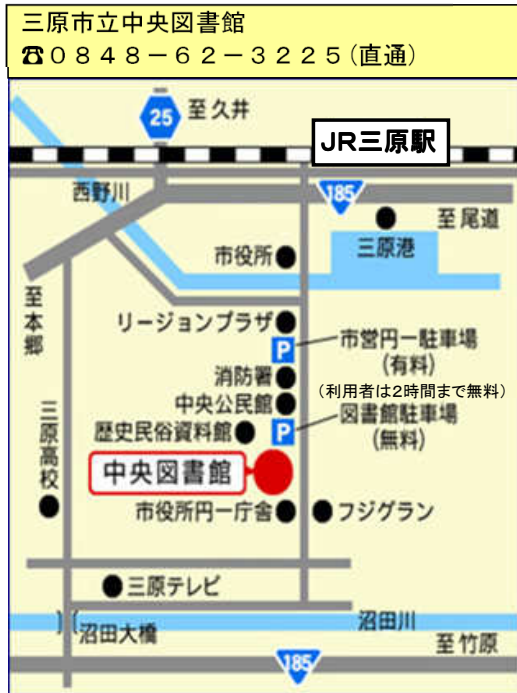 三原市立中央図書館
☎０８４８－６２－３２２５(直通)
25
至久井
JR三原駅
西野川
185
至尾道
三原港
市役所
至本郷
リージョンプラザ
P
市営円一駐車場
(有料)
(利用者は2時間まで無料)
消防署
中央公民館
歴史民俗資料館
P
図書館駐車場
(無料)
三原高校
中央図書館
市役所円一庁舎
フジグラン
三原テレビ
沼田大橋
沼田川
至竹原
185